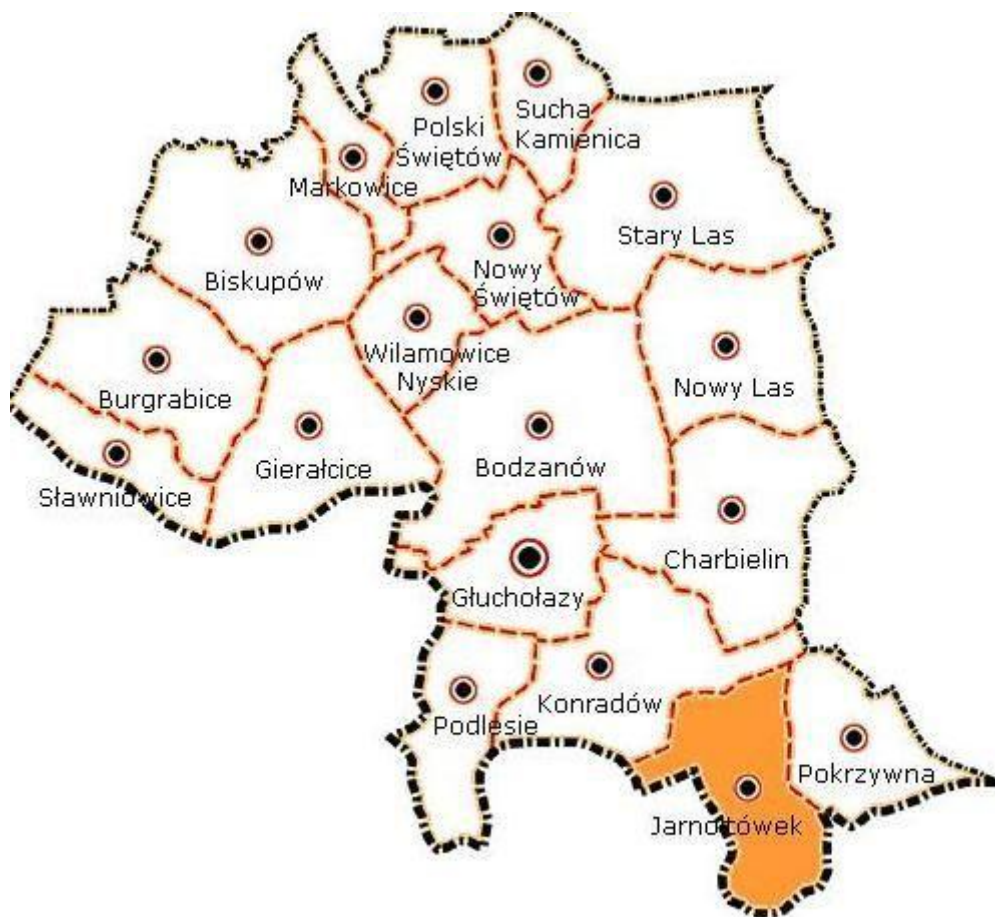 Polski
Świętów
Sucha
Kamienica
Markowice
Stary Las
Biskupów
Nowy
Świętów
Wilamowice
Nyskie
Nowy Las
Burgrabice
Gierałcice
Bodzanów
Sławniowice
Charbielin
Głuchołazy
Konradów
Podlesie
Pokrzywna
Jarnołtówek